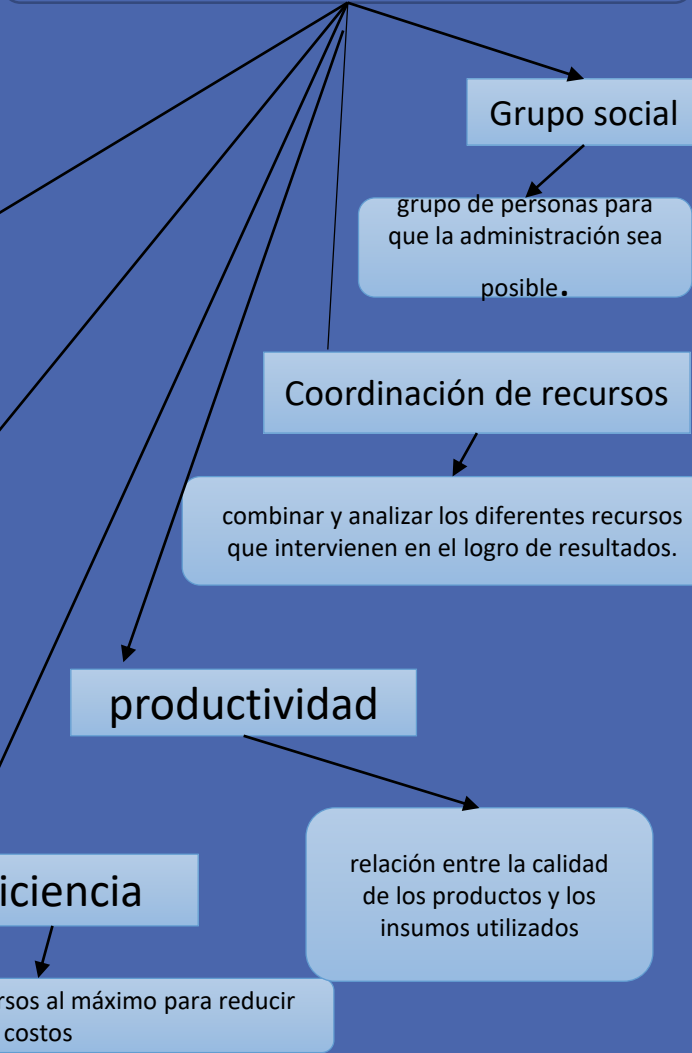 Grupo social
grupo de personas para
que la administración sea
posible.
Coordinación de recursos
combinar y analizar los diferentes recursos
que intervienen en el logro de resultados.
productividad
relación entre la calidad
de los productos y los
insumos utilizados
iciencia
rsos al máximo para reducir
costos